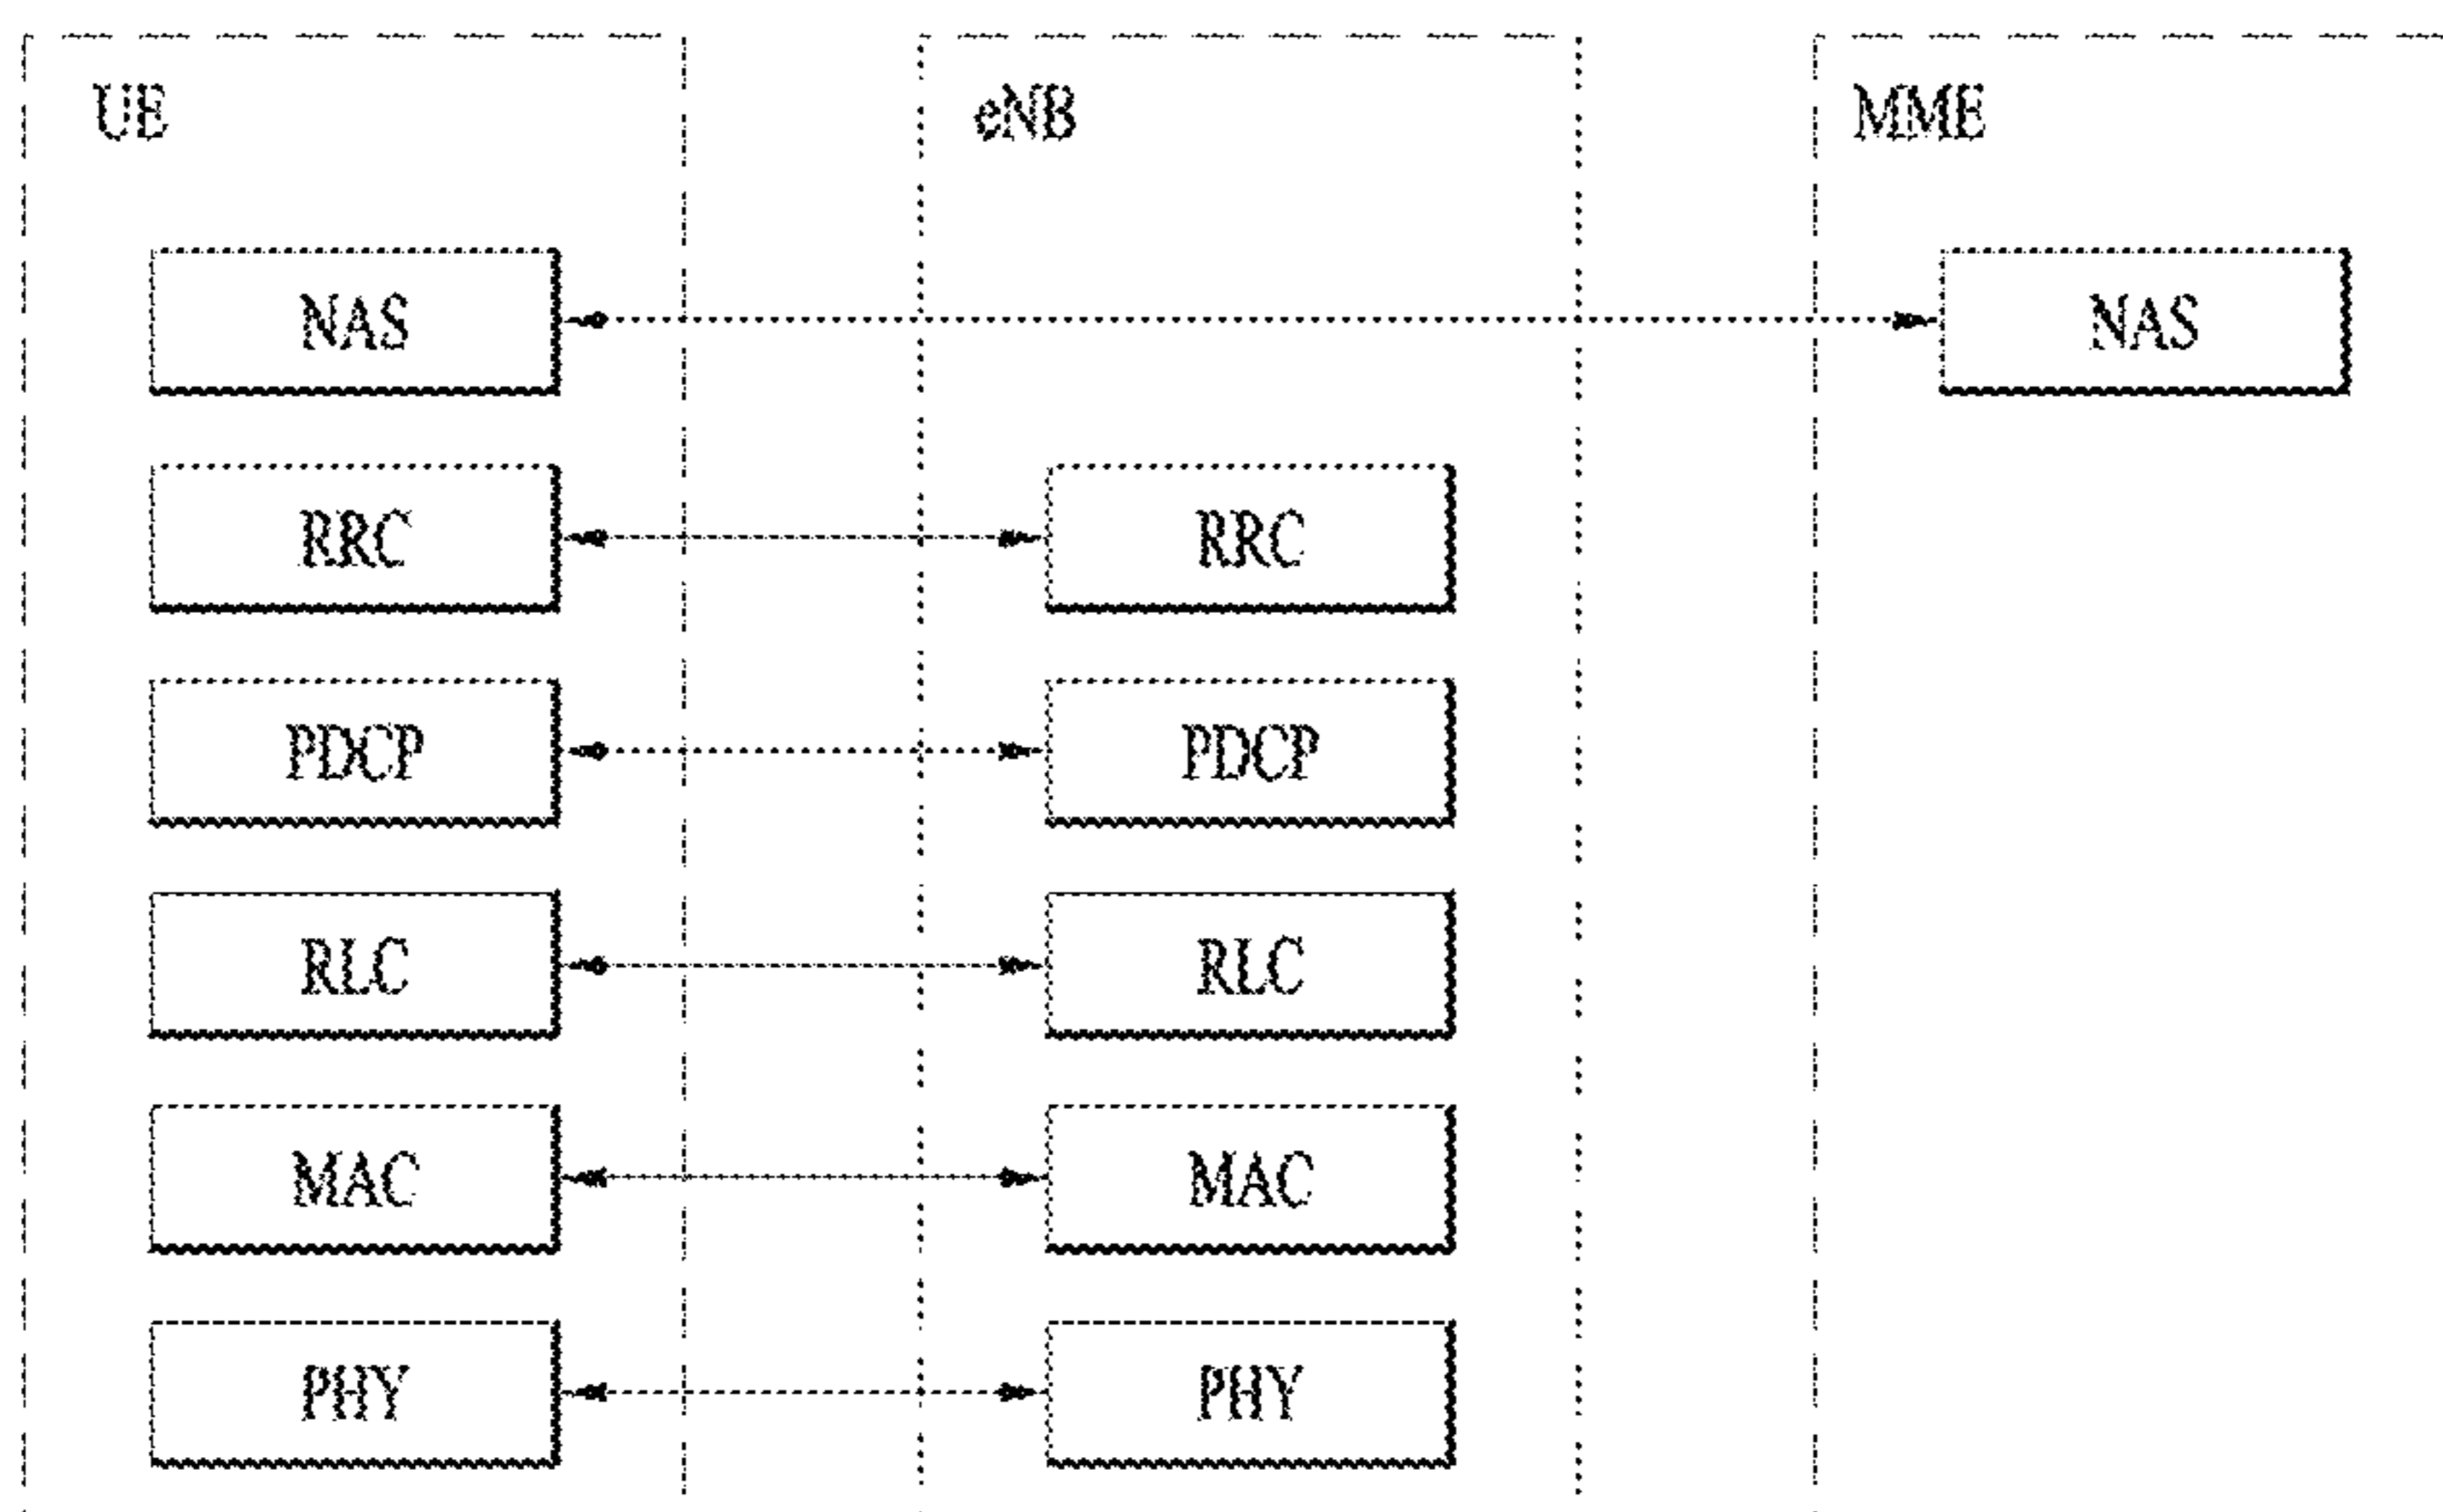 UE eNB MME
NAS NAS
RRC RRC
PDCP PDCP
RLC RLC
MAC MAC
PHY PHY